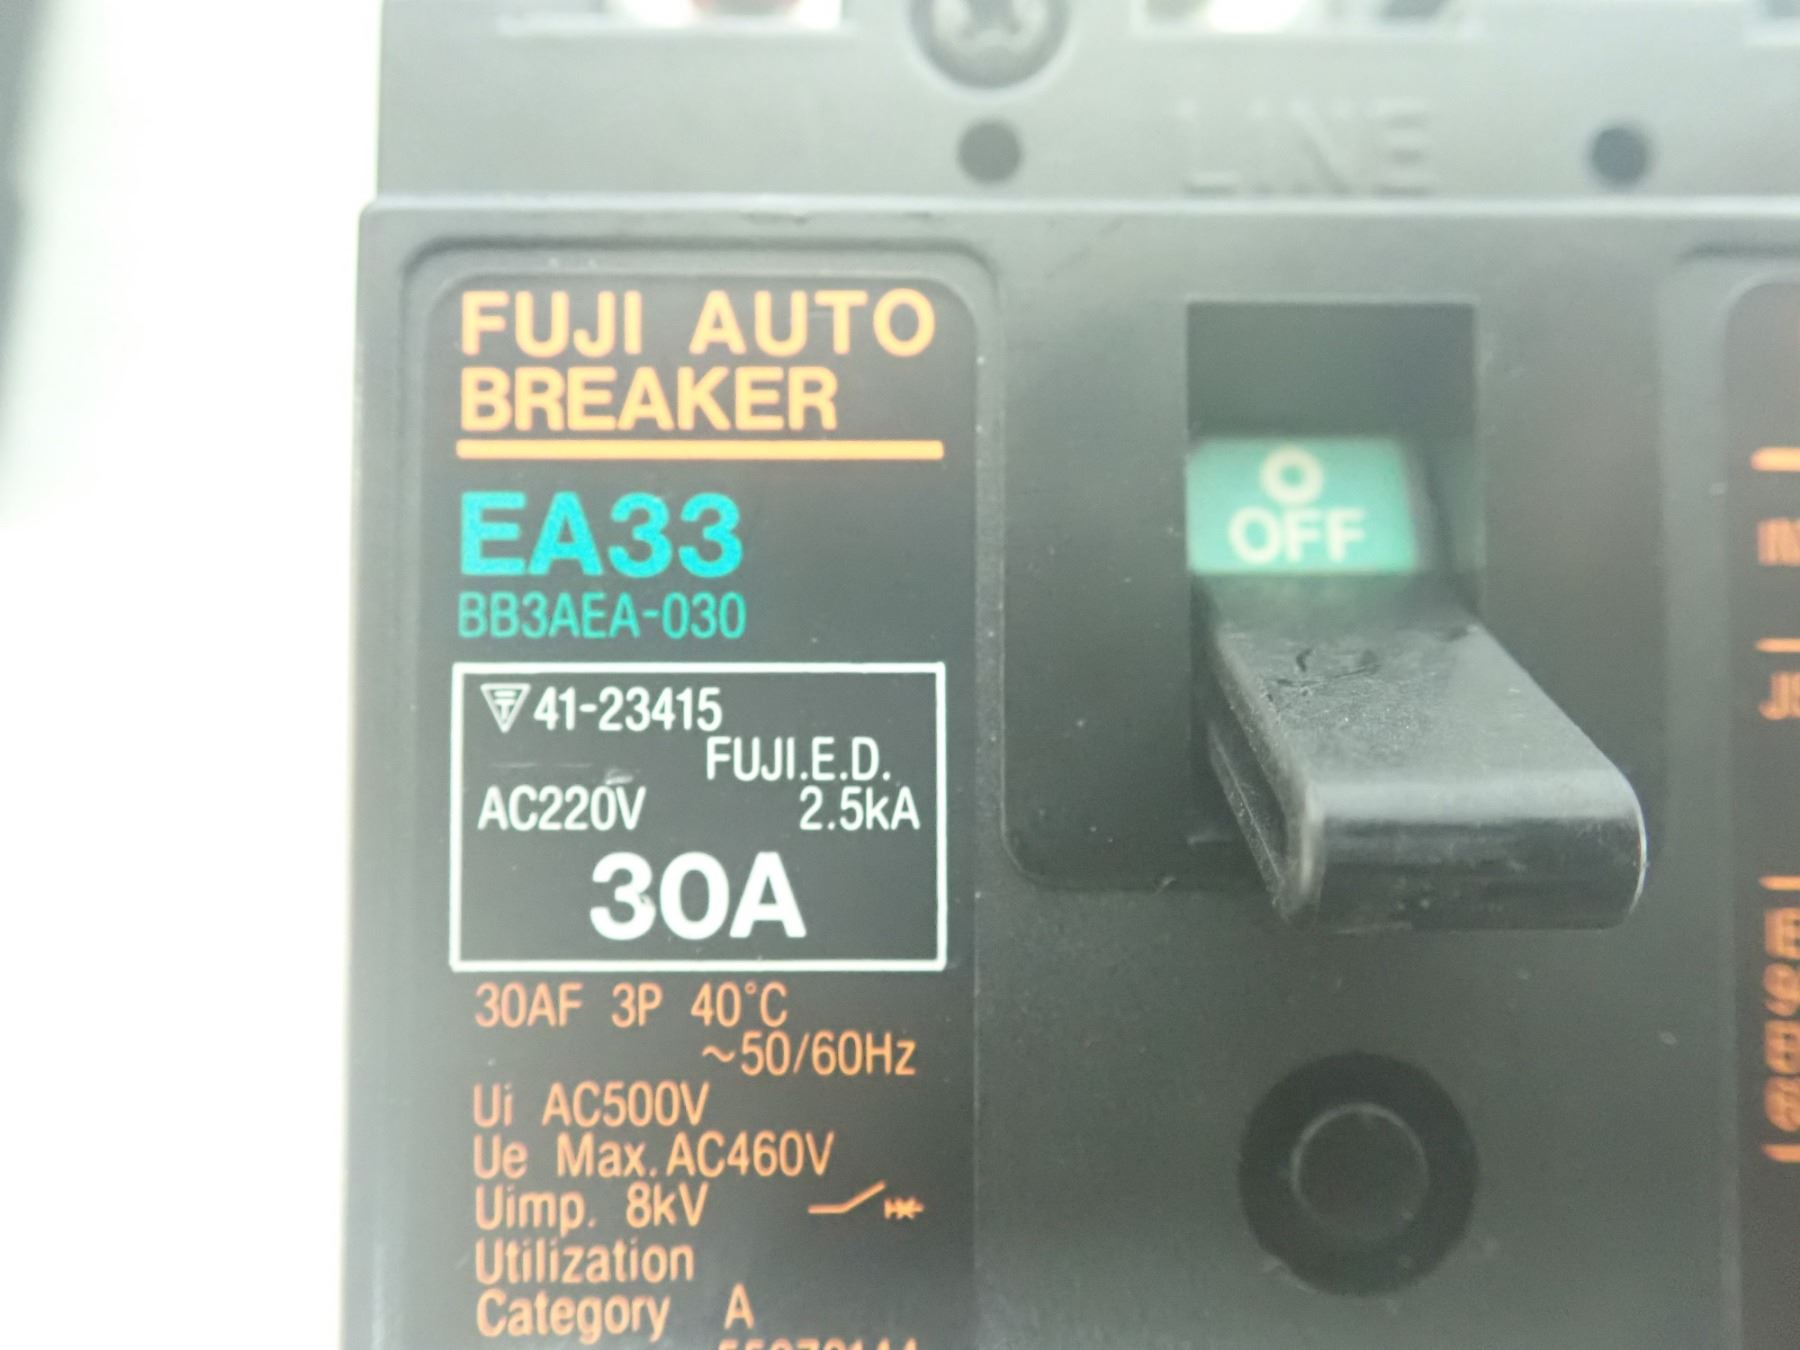 LINE
FUJI AUTO
BREAKER
O
OFF
EA33
BB3AEA-030
41-23415
FUJI.E.D.
AC220V 2.5kA
30A
30AF 3P 40°C
~50/60Hz
Ui AC500V
Ue Max. AC460V
Uimp. 8kV
Utilization
Category A